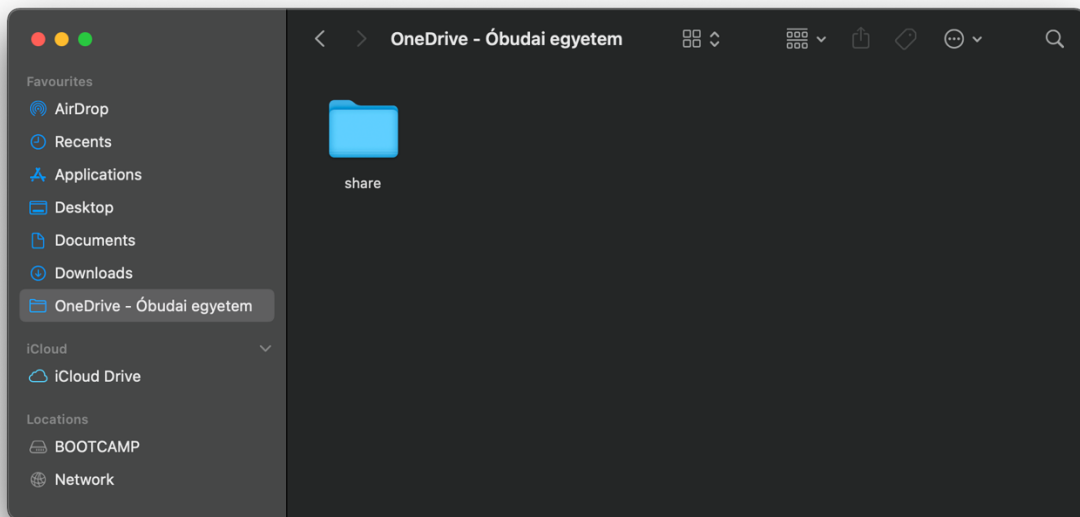 OneDrive - Óbudai egyetem
Favourites
AirDrop
Recents
Applications
Desktop
Documents
Downloads
OneDrive - Óbudai egyetem
iCloud
iCloud Drive
Locations
BOOTCAMP
Network
share